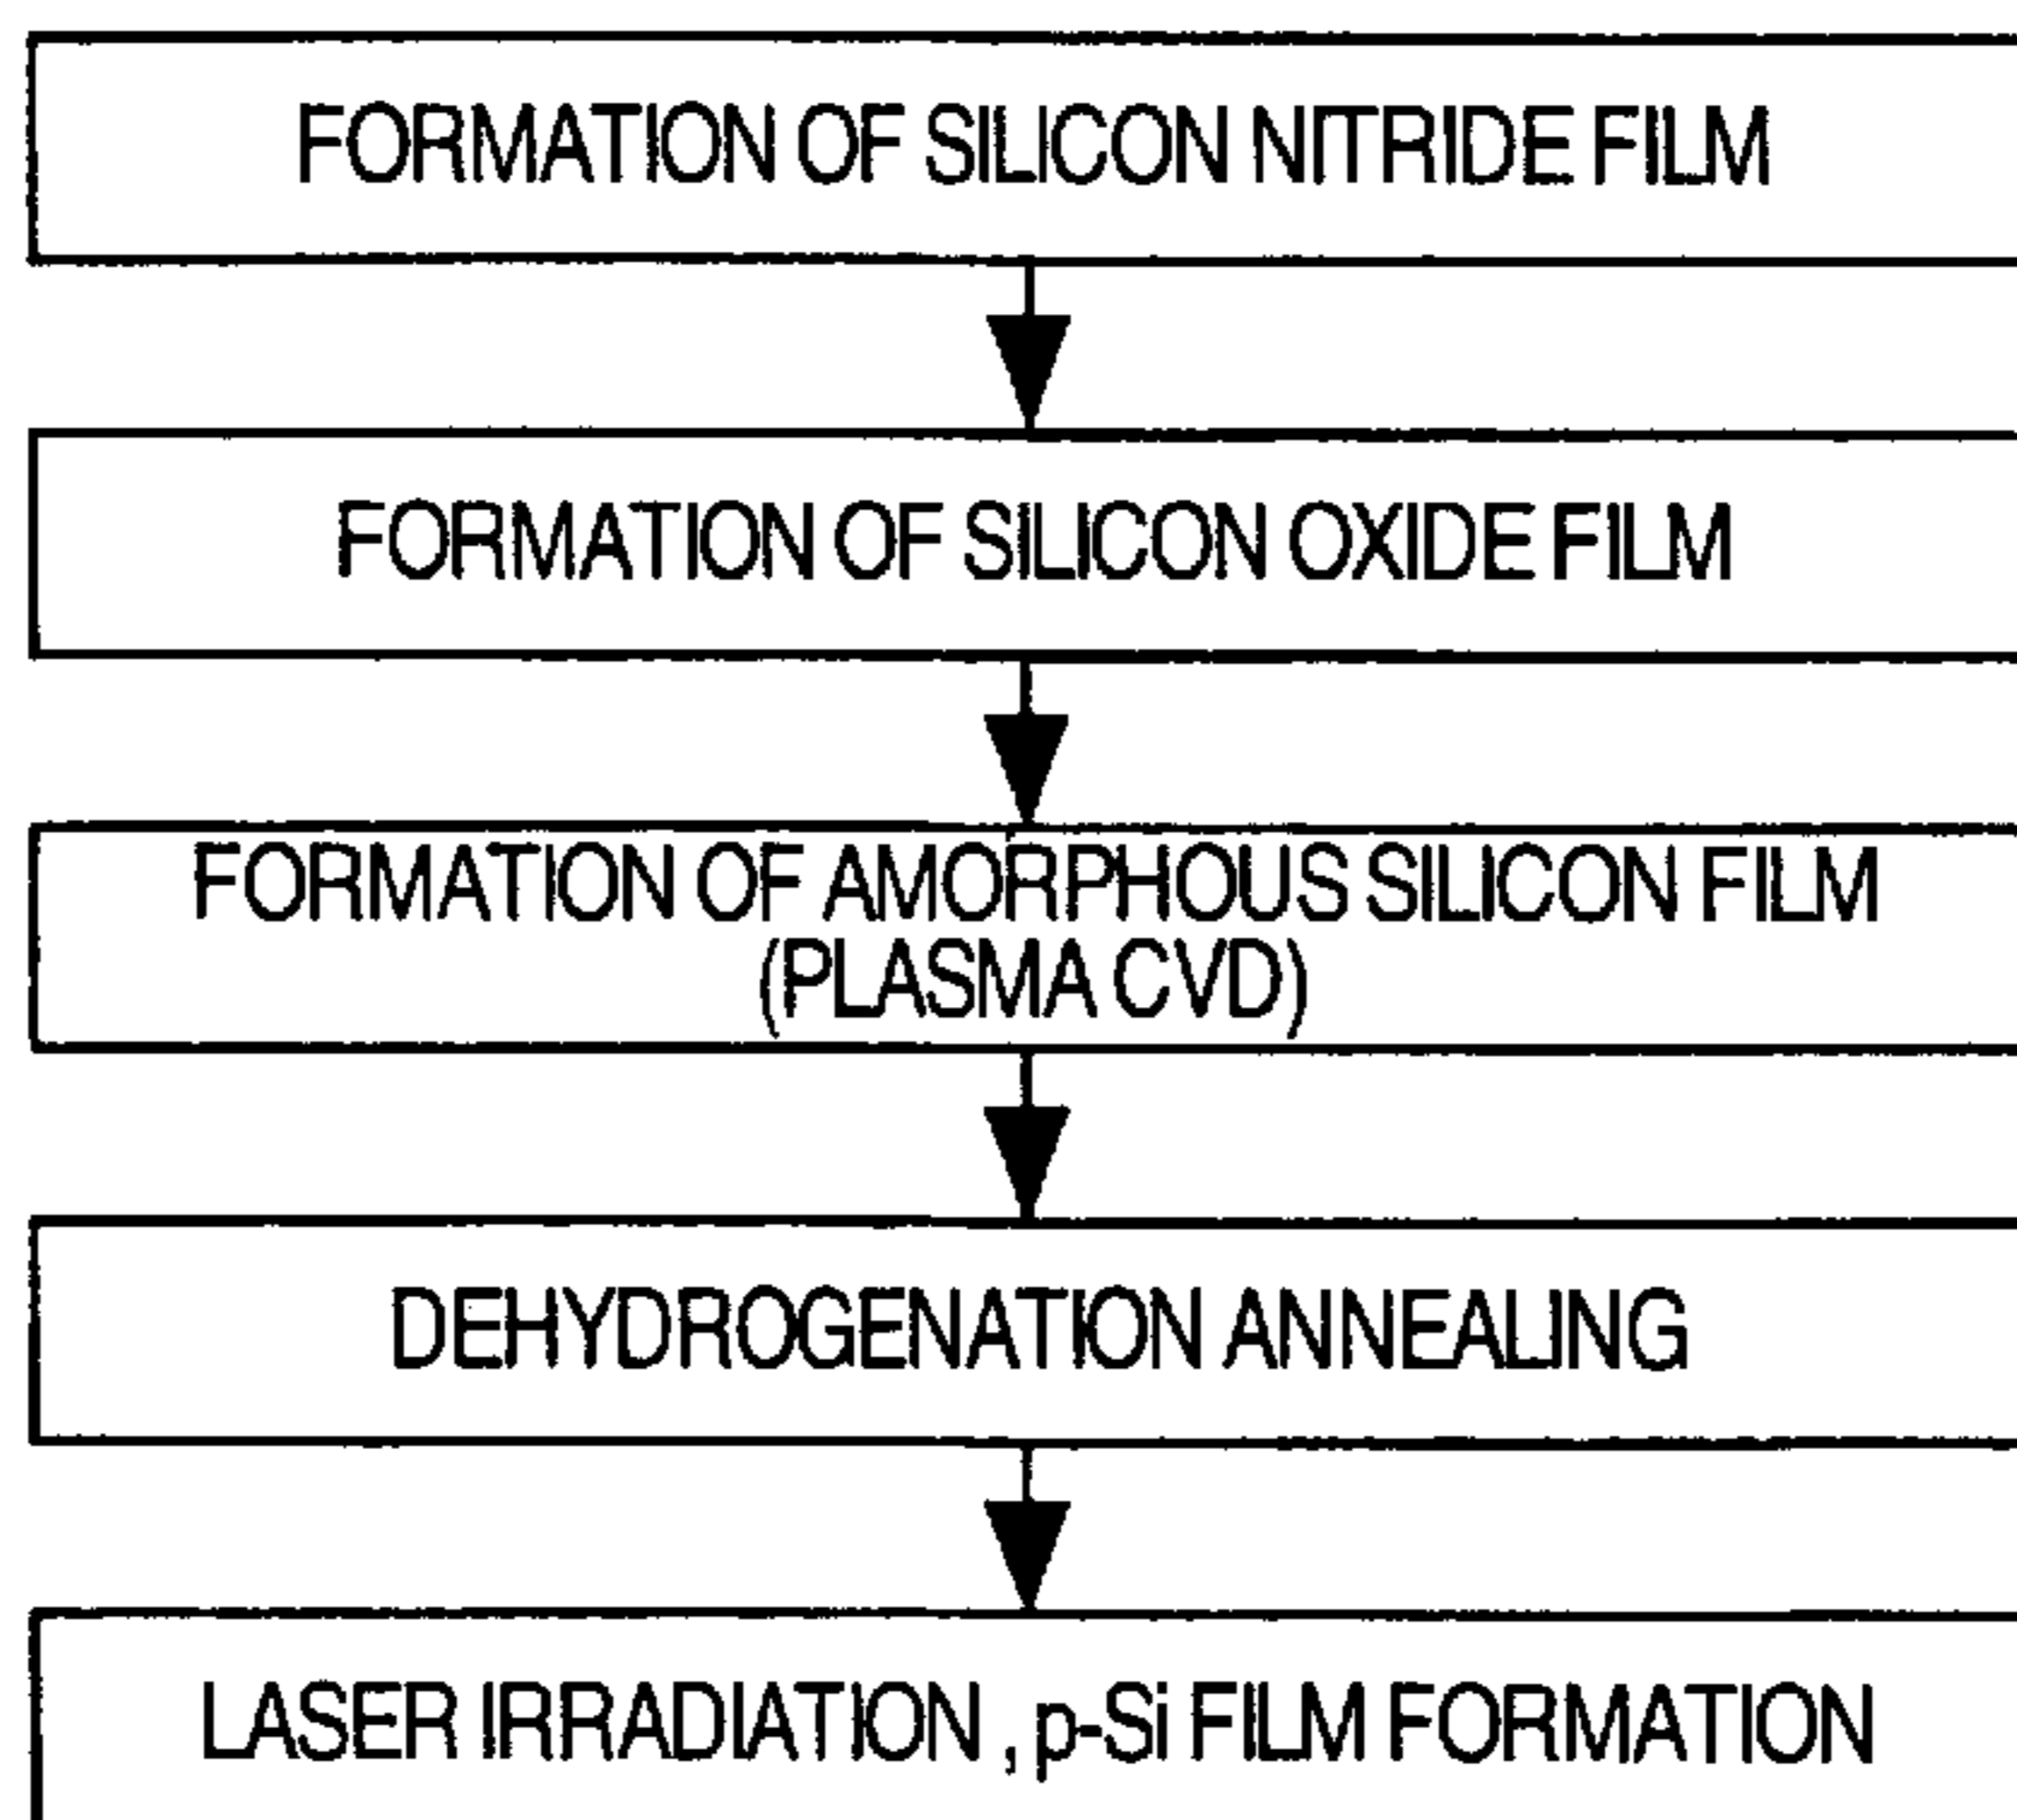 FORMATION OF SILICON NITRIDE FILM
FORMATION OF SILICON OXIDE FILM
FORMATION OF AMORPHOUS SILICON FILM
(PLASMA CVD)
DEHYDROGENATION ANNEALING
LASER IRRADIATION , p-Si FILM FORMATION